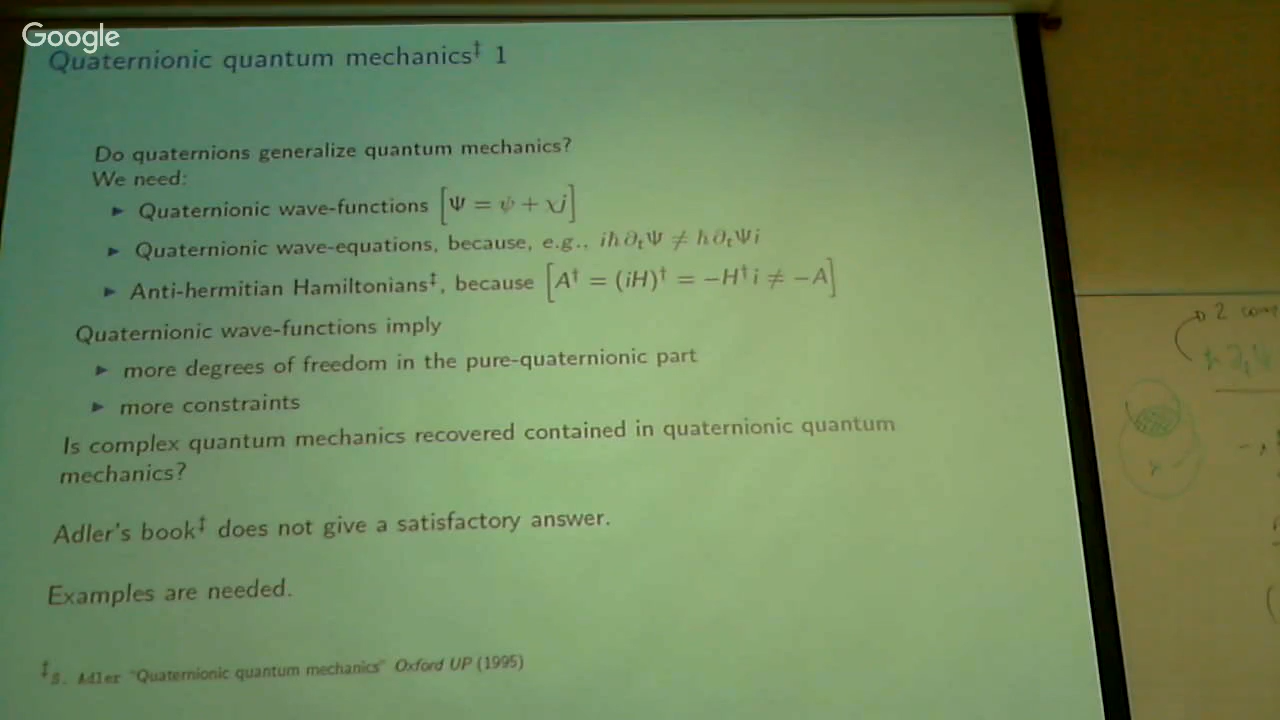 Google
Quaternionic quantum mechanics† 1
Do quaternions generalize quantum mechanics?
We need:
► Quaternionic wave-functions [Ψ = ψ + χj]
► Quaternionic wave-equations, because, e.g., iħ∂ₜΨ ≠ ħ∂ₜΨi
► Anti-hermitian Hamiltonians‡, because [A† = (iH)† = −H†i ≠ −A]
Quaternionic wave-functions imply
► more degrees of freedom in the pure-quaternionic part
► more constraints
Is complex quantum mechanics recovered contained in quaternionic quantum
mechanics?
Adler's book‡ does not give a satisfactory answer.
Examples are needed.
‡S. Adler "Quaternionic quantum mechanics" Oxford UP (1995)